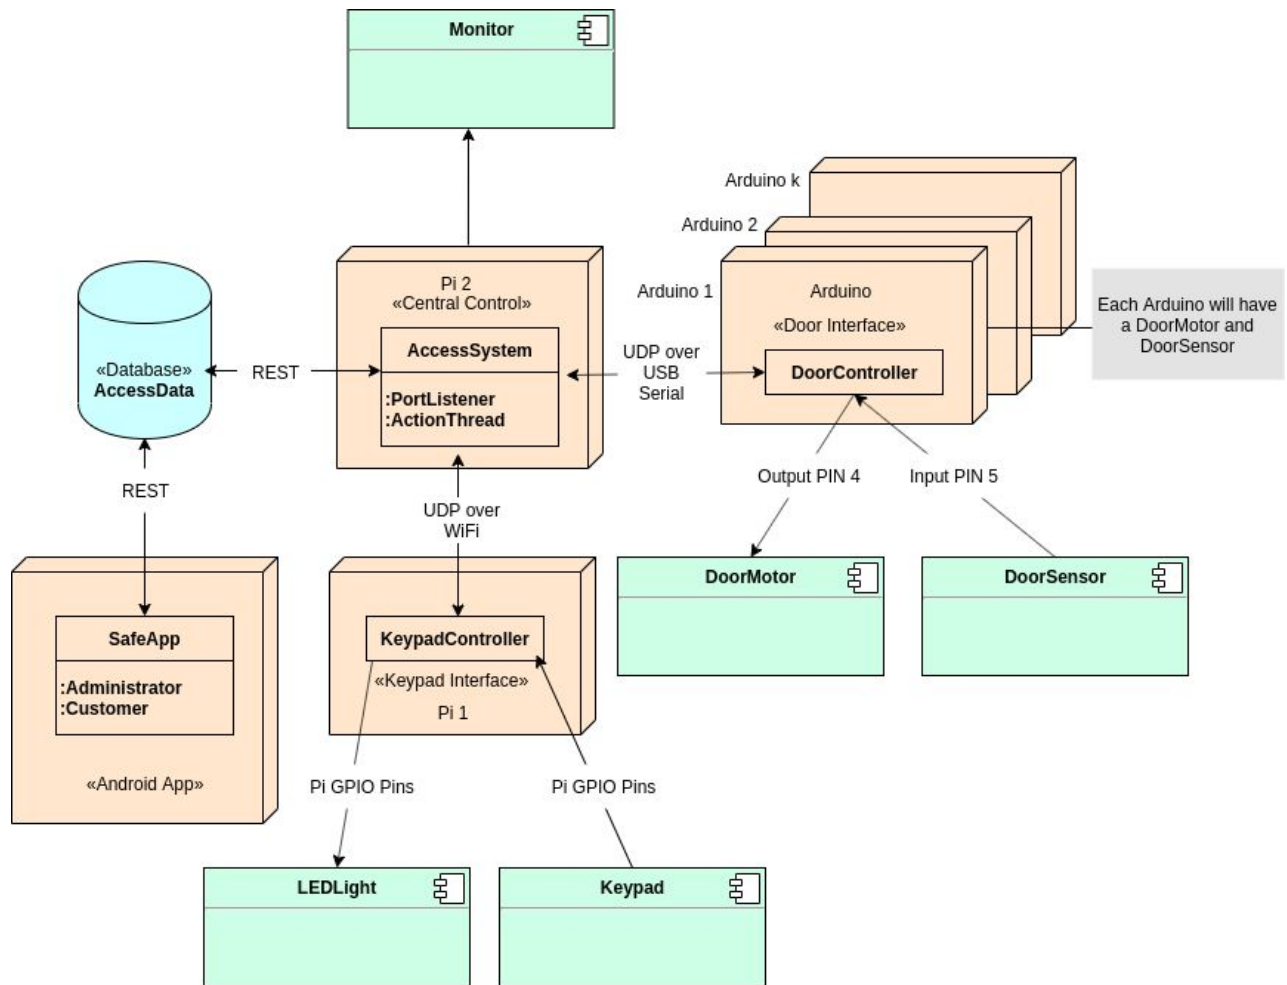 Monitor
Arduino k
Arduino 2
Arduino 1
Arduino
«Door Interface»
DoorController
Each Arduino will have
a DoorMotor and
DoorSensor
Pi 2
«Central Control»
AccessSystem
:PortListener
:ActionThread
UDP over
USB
Serial
REST
«Database»
AccessData
REST
UDP over
WiFi
Output PIN 4
Input PIN 5
DoorMotor
DoorSensor
SafeApp
:Administrator
:Customer
«Android App»
KeypadController
«Keypad Interface»
Pi 1
Pi GPIO Pins
Pi GPIO Pins
LEDLight
Keypad